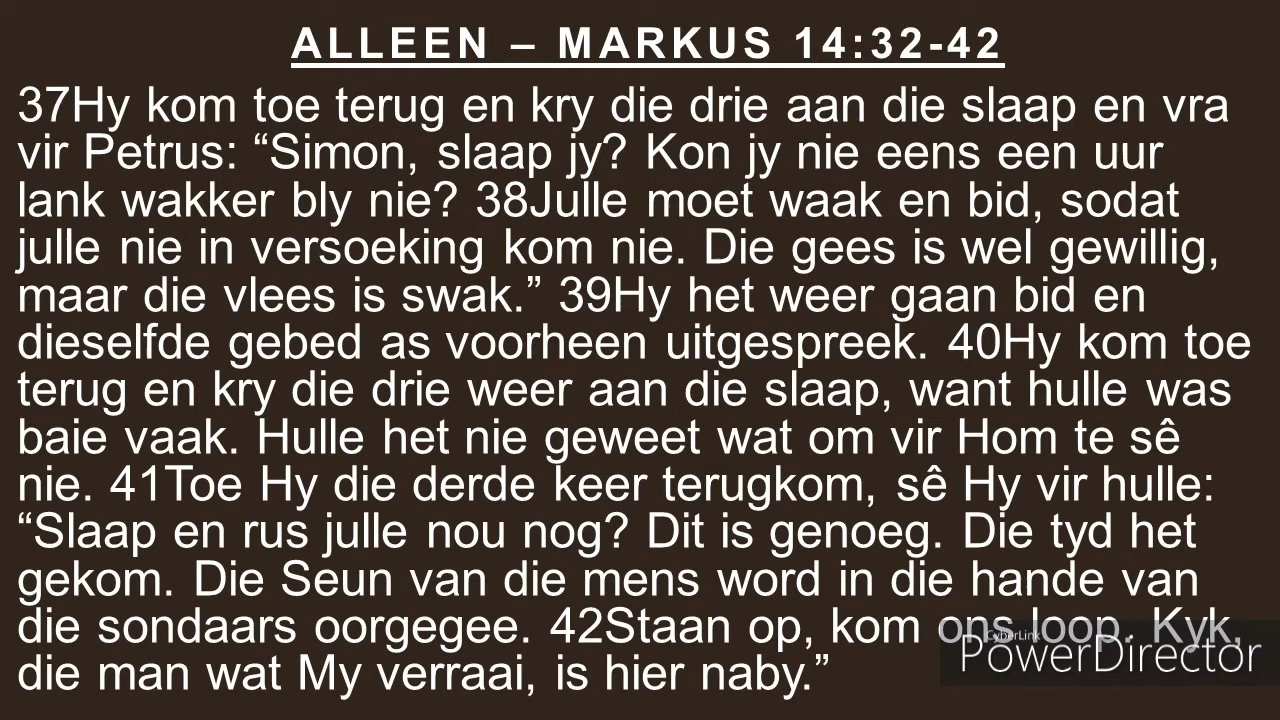 ALLEEN – MARKUS 14:32-42
37Hy kom toe terug en kry die drie aan die slaap en vra
vir Petrus: “Simon, slaap jy? Kon jy nie eens een uur
lank wakker bly nie? 38Julle moet waak en bid, sodat
julle nie in versoeking kom nie. Die gees is wel gewillig,
maar die vlees is swak.” 39Hy het weer gaan bid en
dieselfde gebed as voorheen uitgespreek. 40Hy kom toe
terug en kry die drie weer aan die slaap, want hulle was
baie vaak. Hulle het nie geweet wat om vir Hom te sê
nie. 41Toe Hy die derde keer terugkom, sê Hy vir hulle:
“Slaap en rus julle nou nog? Dit is genoeg. Die tyd het
gekom. Die Seun van die mens word in die hande van
die sondaars oorgegee. 42Staan op, kom ons loop. Kyk,
die man wat My verraai, is hier naby.”
CyberLink
PowerDirector